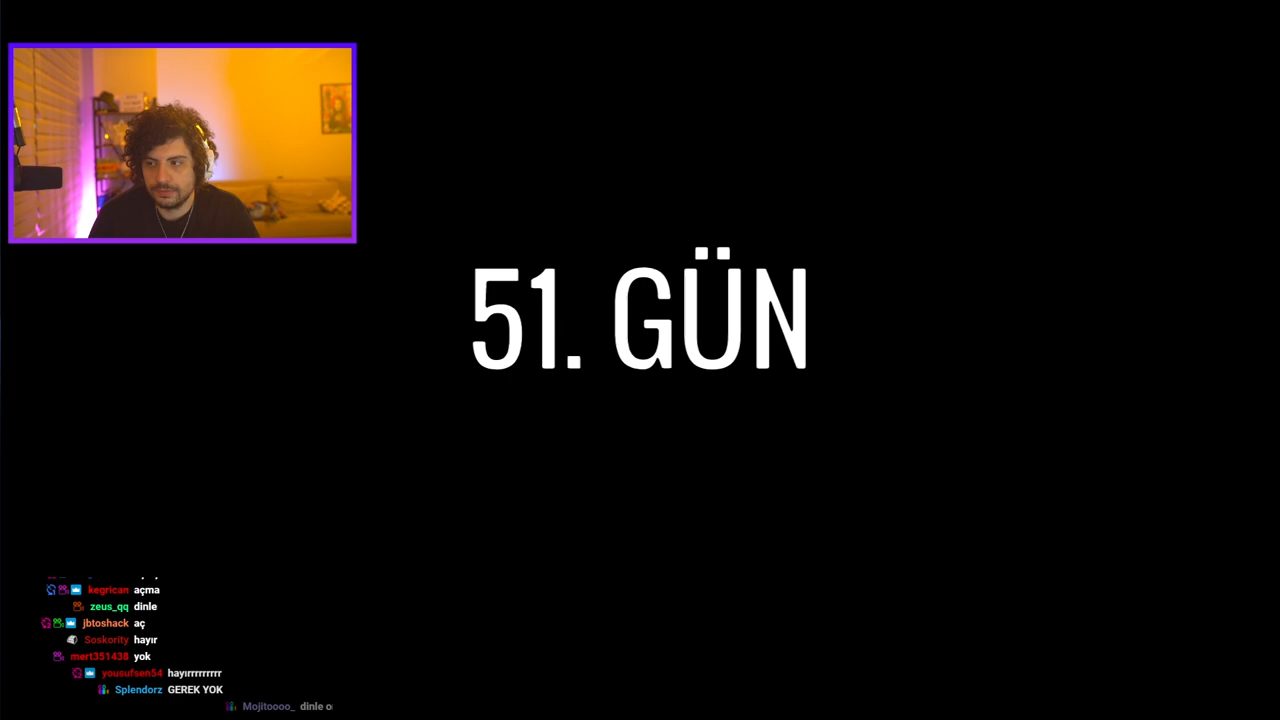 51. GÜN
kegrican açma
zeus_qq dinle
jbtoshack aç
Soskority hayır
mert351438 yok
yousufsen54 hayırrrrrrrrr
Splendorz GEREK YOK
Mojitoooo_ dinle